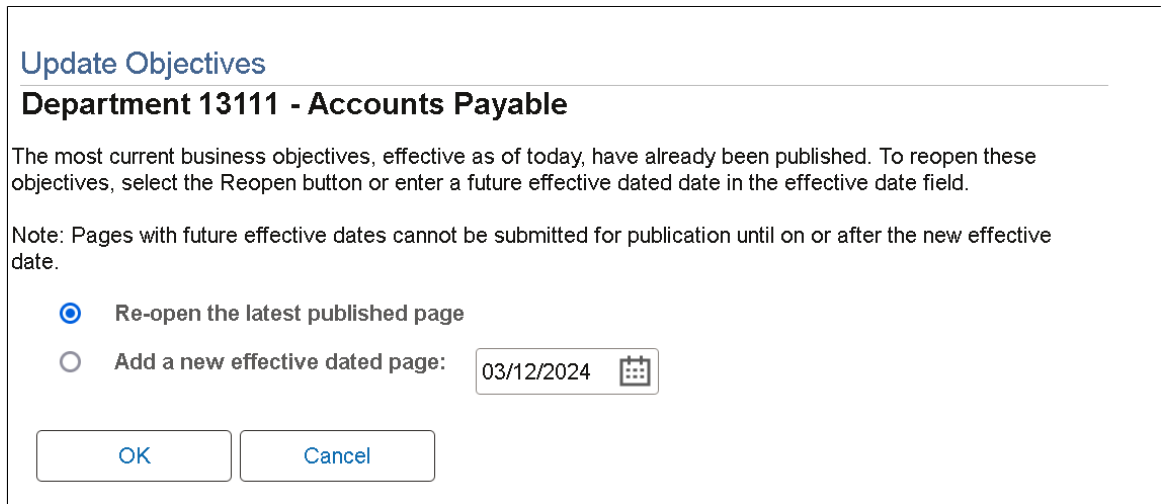 Update Objectives
Department 13111 - Accounts Payable
The most current business objectives, effective as of today, have already been published. To reopen these
objectives, select the Reopen button or enter a future effective dated date in the effective date field.
Note: Pages with future effective dates cannot be submitted for publication until on or after the new effective
date.
Re-open the latest published page
Add a new effective dated page: 03/12/2024
OK Cancel